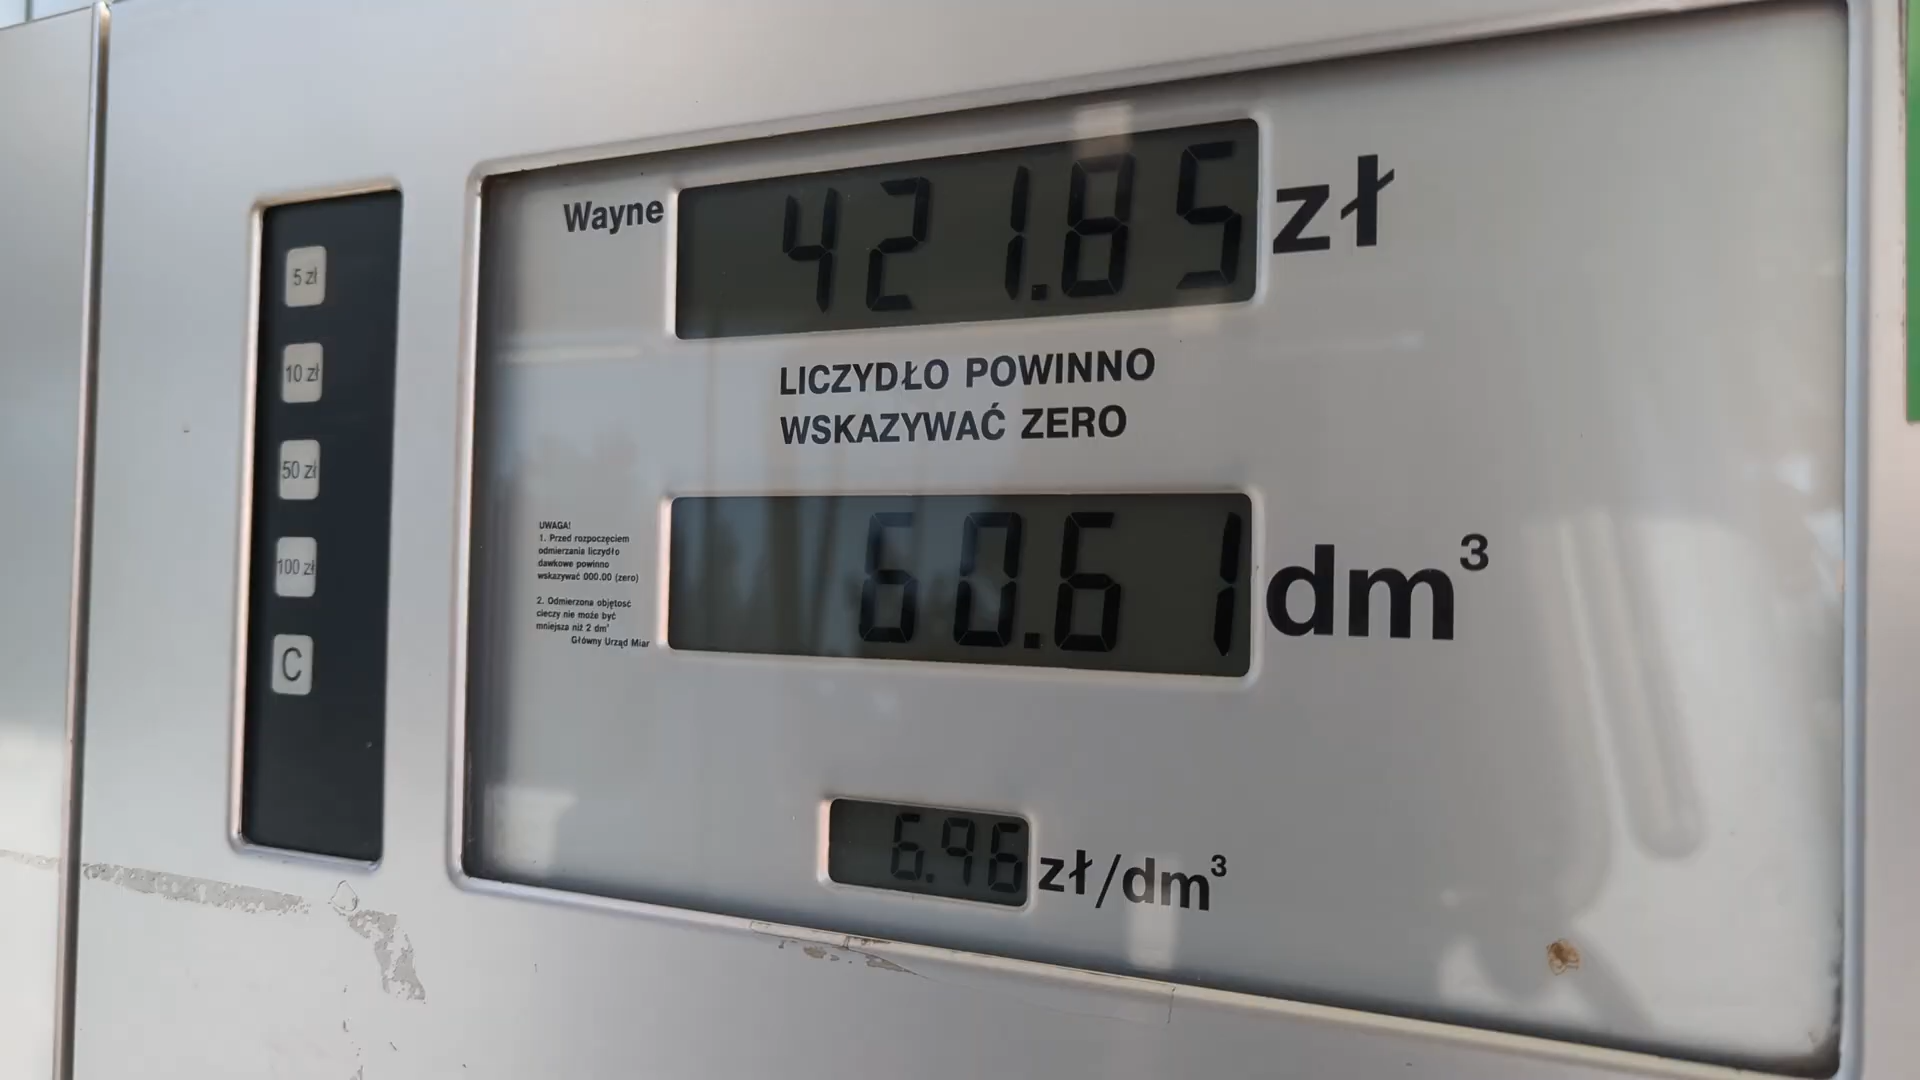 Wayne
421.85 zł
5 zł
10 zł
50 zł
100 zł
C
LICZYDŁO POWINNO
WSKAZYWAĆ ZERO
UWAGA!
1. Przed rozpoczęciem
odmierzania liczydło
dawkowe powinno
wskazywać 000.00 (zero)
2. Odmierzona objętość
cieczy nie może być
mniejsza niż 2 dm³
Główny Urząd Miar
60.61 dm³
6.96 zł/dm³